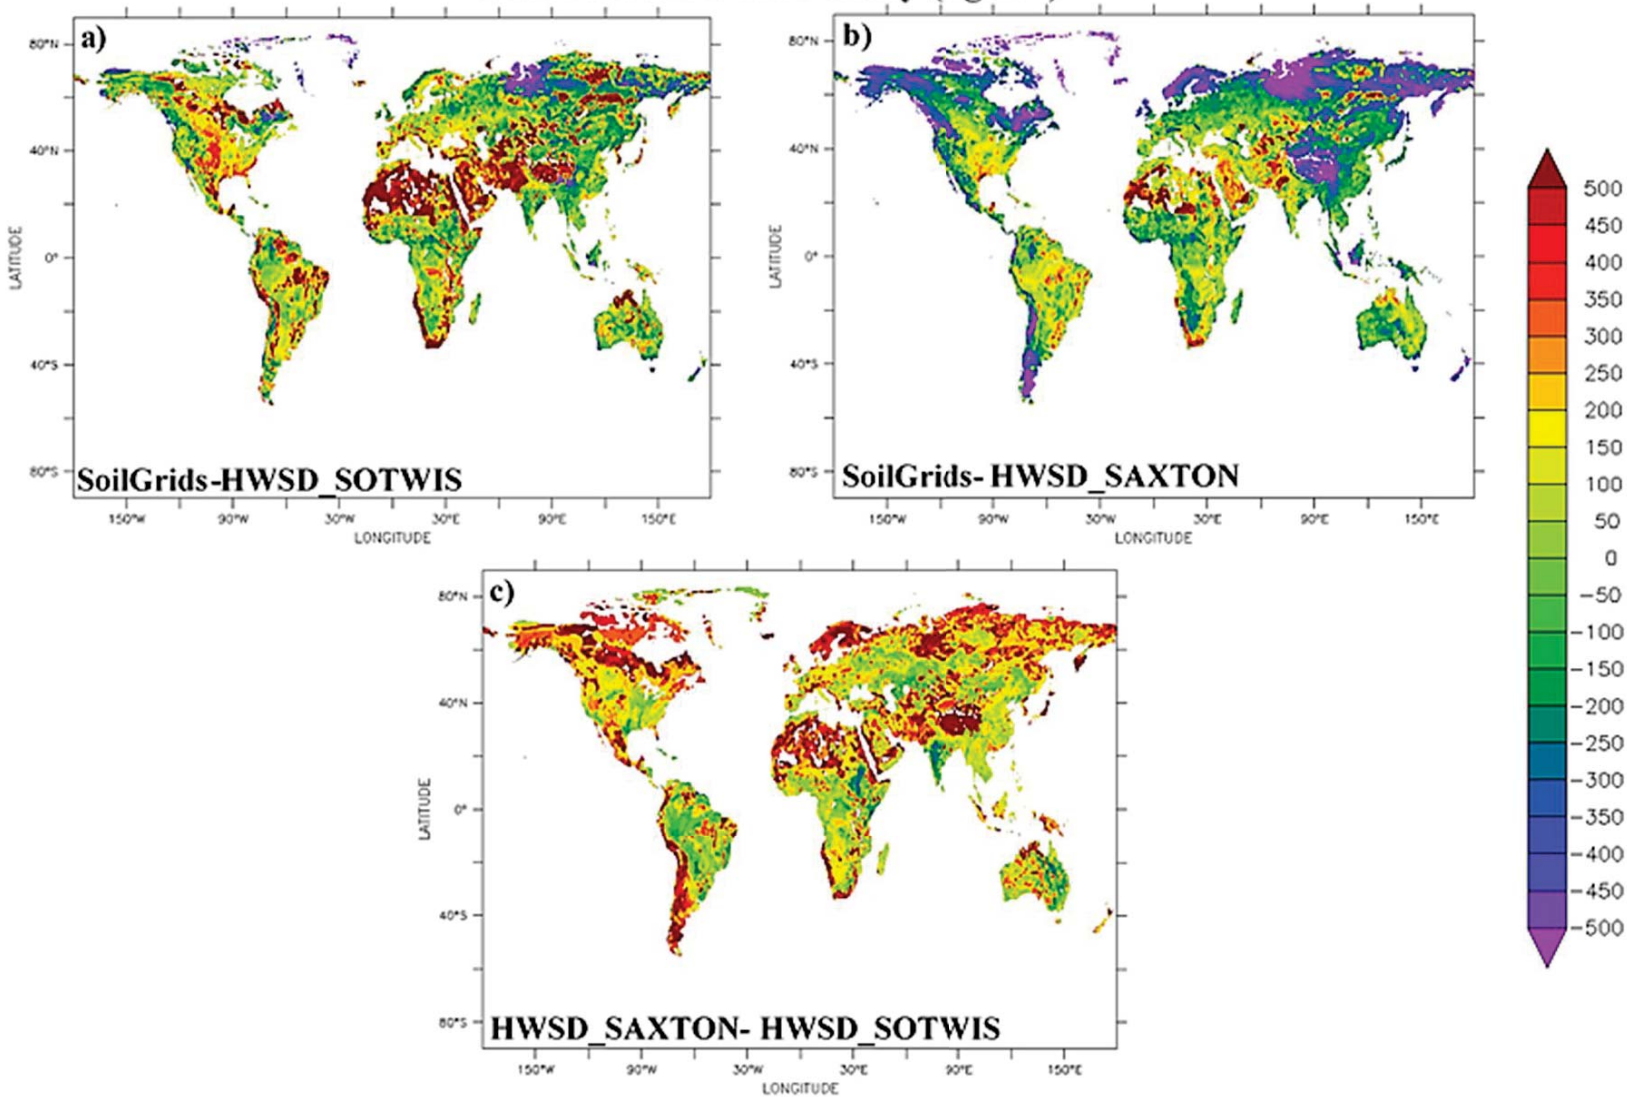 a)
80°N
40°N
0°
40°S
80°S
LATITUDE
SoilGrids-HWSD_SOTWIS
150°W 90°W 30°W 30°E 90°E 150°E
LONGITUDE
b)
80°N
40°N
0°
40°S
80°S
LATITUDE
SoilGrids- HWSD_SAXTON
150°W 90°W 30°W 30°E 90°E 150°E
LONGITUDE
c)
80°N
40°N
0°
40°S
80°S
LATITUDE
HWSD_SAXTON- HWSD_SOTWIS
150°W 90°W 30°W 30°E 90°E 150°E
LONGITUDE
500
450
400
350
300
250
200
150
100
50
0
−50
−100
−150
−200
−250
−300
−350
−400
−450
−500